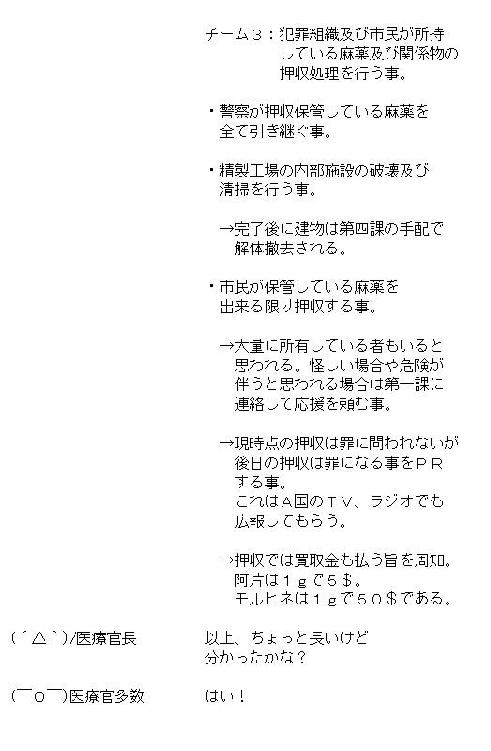 チーム3：犯罪組織及び市民が所持
している麻薬及び関係物の
押収処理を行う事。
・警察が押収保管している麻薬を
全て引き継ぐ事。
・精製工場の内部施設の破壊及び
清掃を行う事。
→完了後に建物は第四課の手配で
解体撤去される。
・市民が保管している麻薬を
出来る限り押収する事。
→大量に所有している者もいると
思われる。怪しい場合や危険が
伴うと思われる場合は第一課に
連絡して応援を頼む事。
→現時点の押収は罪に問われないが
後日の押収は罪になる事をＰＲ
する事。
これはＡ国のＴＶ、ラジオでも
広報してもらう。
→押収では買取金も払う旨を周知。
阿片は１ｇで５＄。
モルヒネは１ｇで５０＄である。
(´△｀)/医療官長　以上、ちょっと長いけど
分かったかな？
(￣○￣)医療官多数　はい！